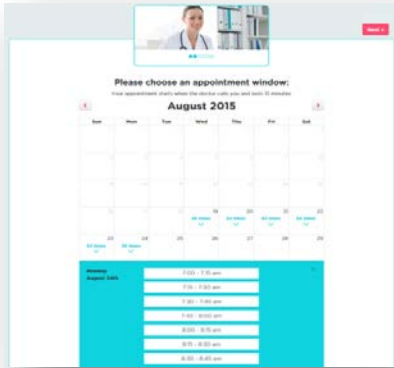 Next >
Please choose an appointment window:
Your appointment starts when the doctor calls you and lasts 15 minutes
August 2015
Sun Mon Tue Wed Thu Fri Sat
19 20 21 22
23 24 25 26 27 28 29
Monday
August 24th
7:00 - 7:15 am
7:15 - 7:30 am
7:30 - 7:45 am
7:45 - 8:00 am
8:00 - 8:15 am
8:15 - 8:30 am
8:30 - 8:45 am